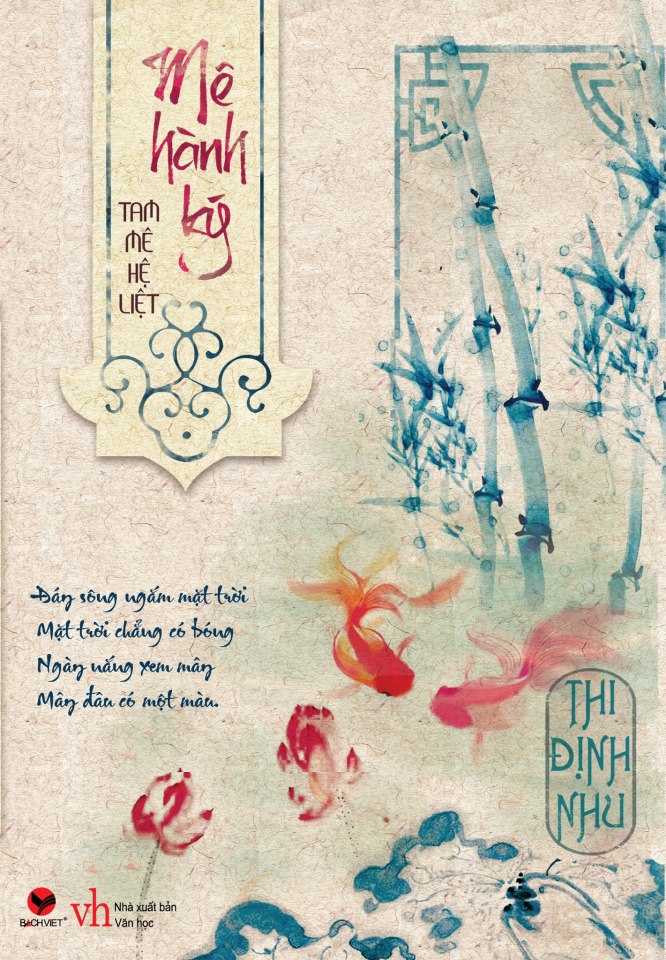 Mê
hành
ký
TAM
MÊ
HỆ
LIỆT
Đáy sông ngắm mặt trời
Mặt trời chẳng có bóng
Ngày nắng xem mây
Mây đâu có một màu.
THI
ĐỊNH
NHU
BACHVIET®
vh
Nhà xuất bản
Văn học